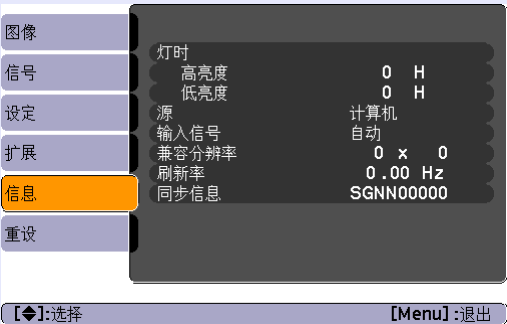 图像
信号
设定
扩展
信息
重设
灯时
高亮度 0 H
低亮度 0 H
源 计算机
输入信号 自动
兼容分辨率 0 x 0
刷新率 0.00 Hz
同步信息 SGNN00000
[◆]:选择 [Menu]:退出